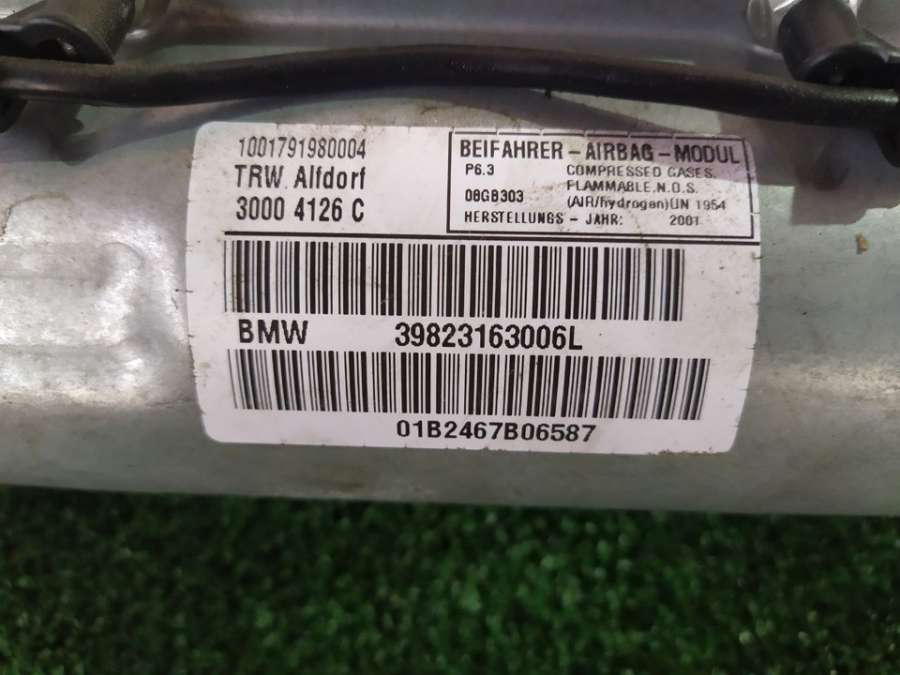 1001791980004
TRW. Alfdorf
3000 4126 C
BEIFAHRER - AIRBAG - MODUL
P6.3 COMPRESSED GASES.
FLAMMABLE, N.O.S.
08GB303 (AIR/hydrogen) UN 1954
HERSTELLUNGS - JAHR: 2001
BMW 39823163006L
01B2467B06587